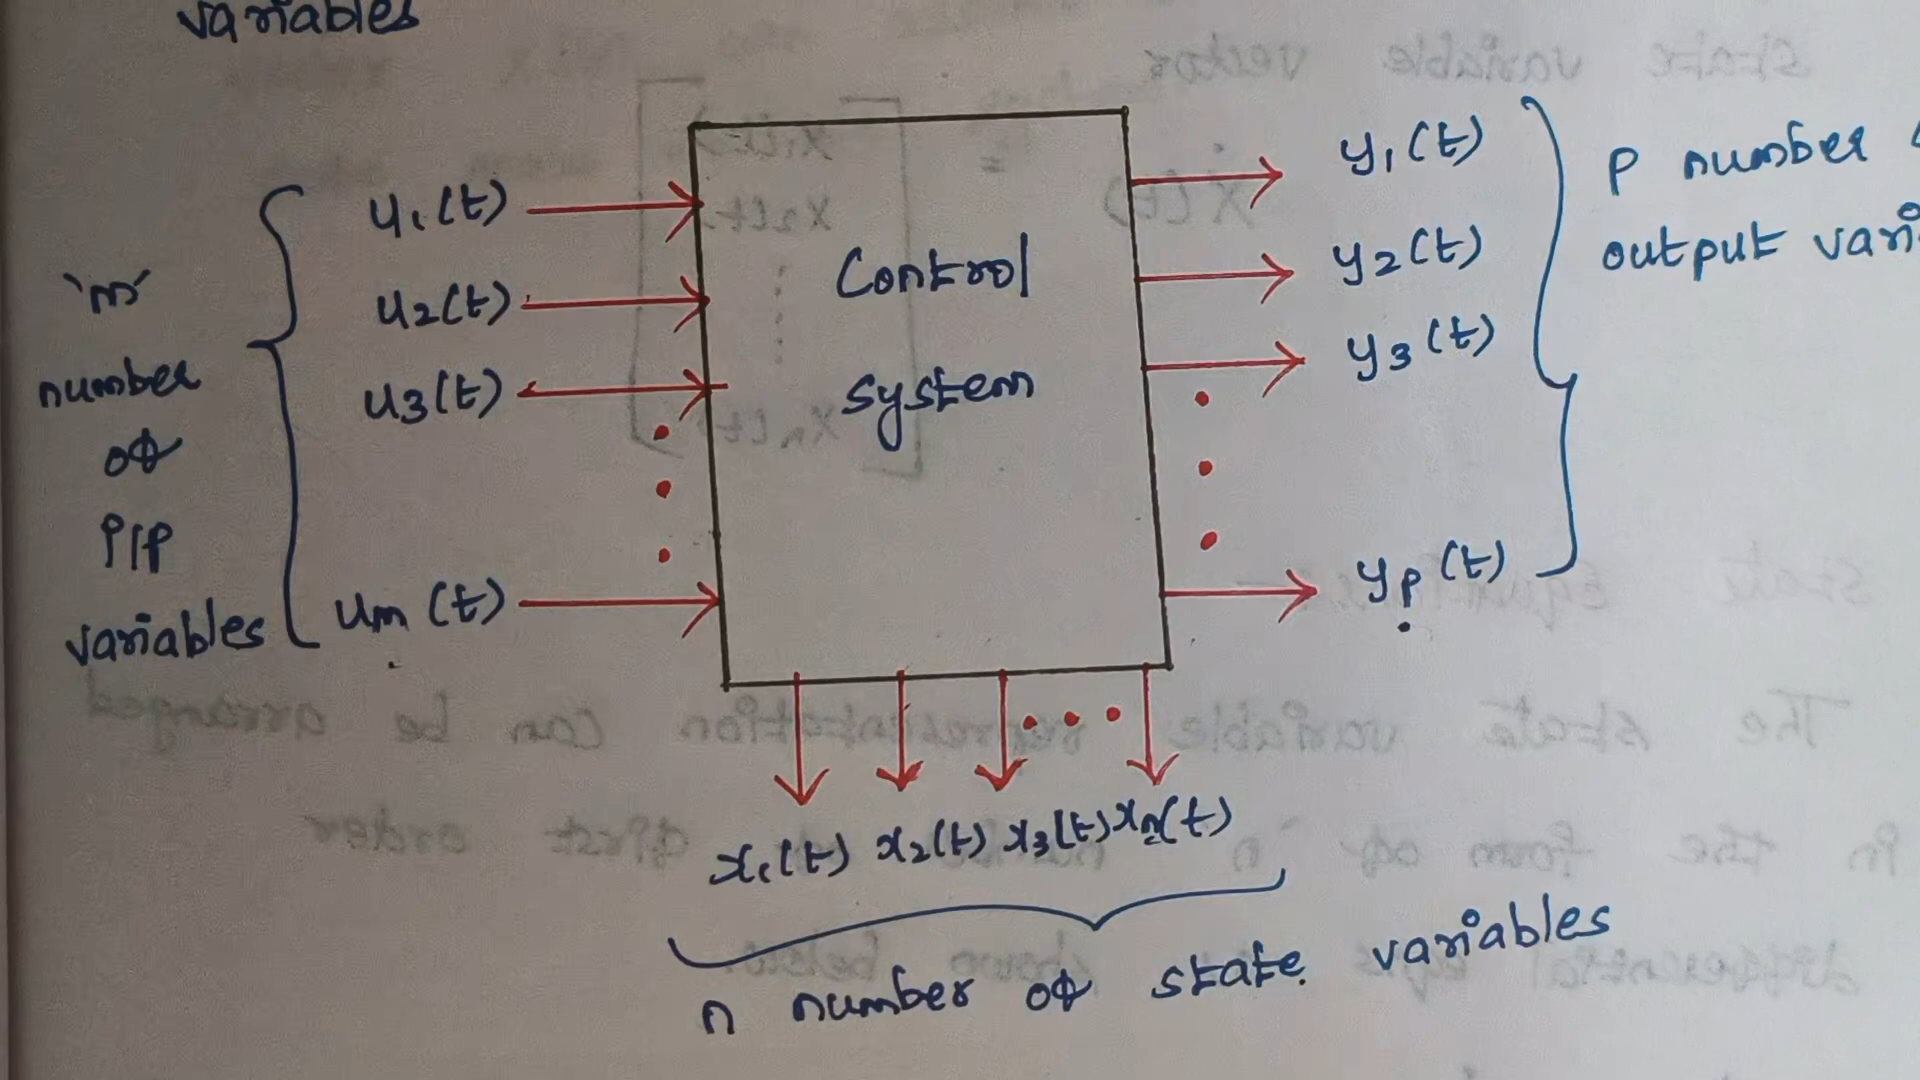 variables
'm'
number
of
i/p
variables
u1(t)
u2(t)
u3(t)
um(t)
Control
system
y1(t)
y2(t)
y3(t)
yp(t)
P number
output vari
x1(t) x2(t) x3(t) xn(t)
n number of state variables